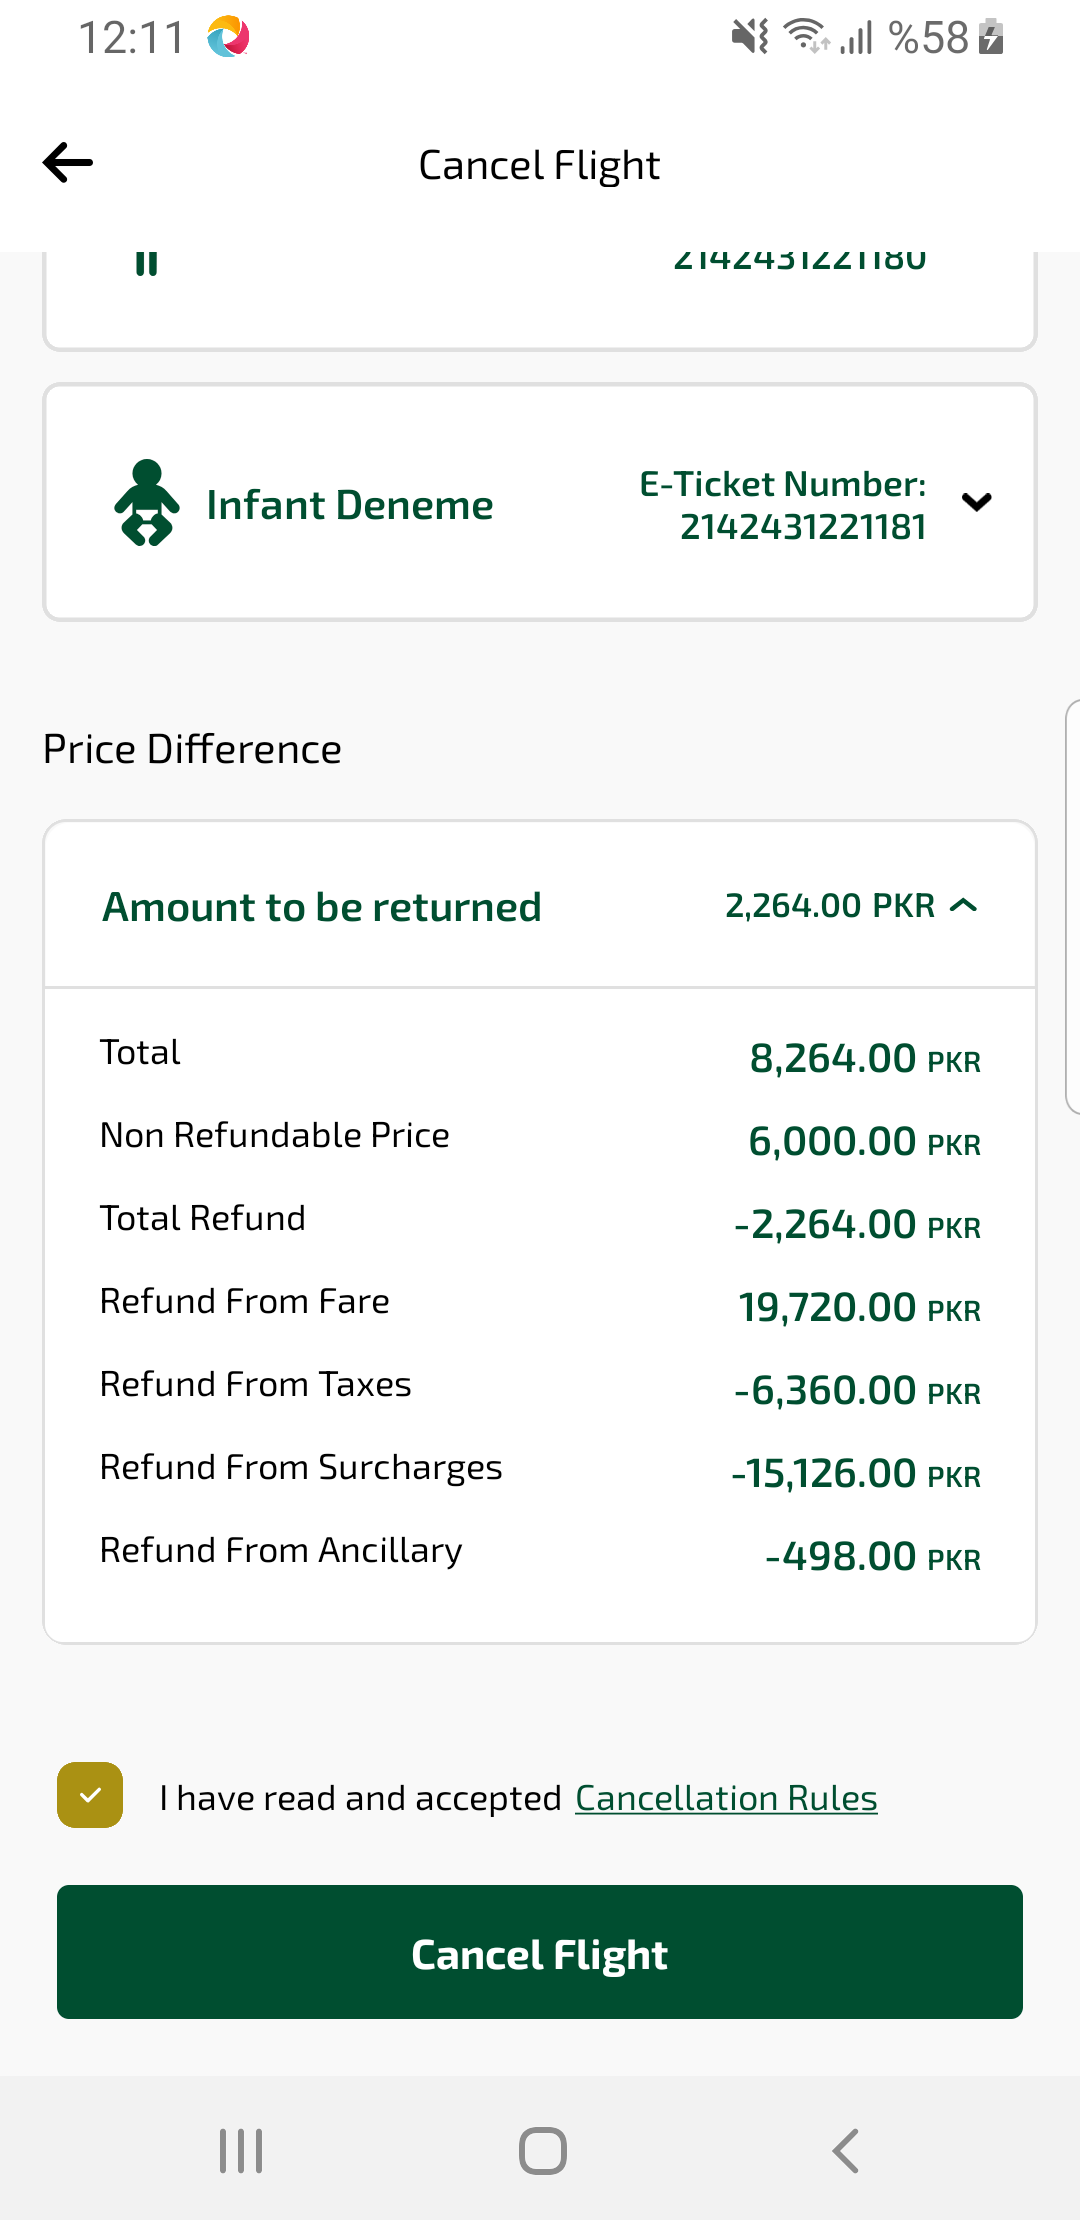 12:11
%58
Cancel Flight
2142431221180
Infant Deneme
E-Ticket Number:
2142431221181
Price Difference
Amount to be returned 2,264.00 PKR
Total 8,264.00 PKR
Non Refundable Price 6,000.00 PKR
Total Refund -2,264.00 PKR
Refund From Fare 19,720.00 PKR
Refund From Taxes -6,360.00 PKR
Refund From Surcharges -15,126.00 PKR
Refund From Ancillary -498.00 PKR
I have read and accepted Cancellation Rules
Cancel Flight